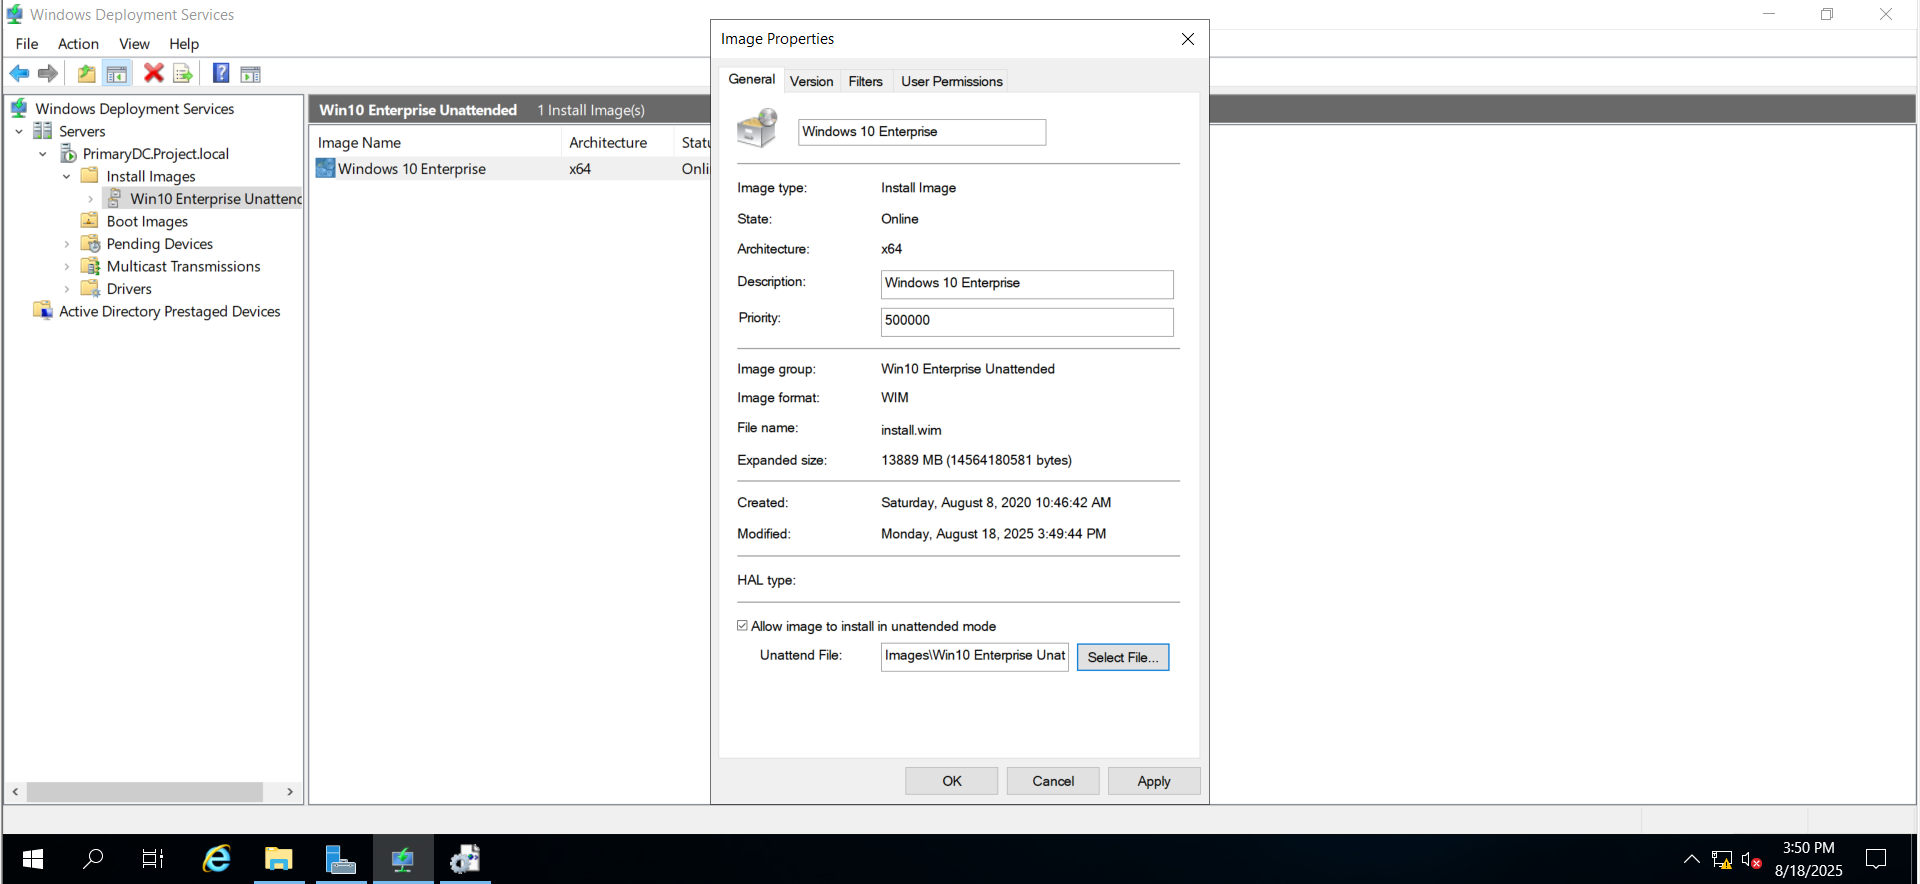 Windows Deployment Services
File Action View Help
Windows Deployment Services
Servers
PrimaryDC.Project.local
Install Images
Win10 Enterprise Unattend
Boot Images
Pending Devices
Multicast Transmissions
Drivers
Active Directory Prestaged Devices
Win10 Enterprise Unattended 1 Install Image(s)
Image Name Architecture Statu
Windows 10 Enterprise x64 Onli
Image Properties
General Version Filters User Permissions
Windows 10 Enterprise
Image type: Install Image
State: Online
Architecture: x64
Description: Windows 10 Enterprise
Priority: 500000
Image group: Win10 Enterprise Unattended
Image format: WIM
File name: install.wim
Expanded size: 13889 MB (14564180581 bytes)
Created: Saturday, August 8, 2020 10:46:42 AM
Modified: Monday, August 18, 2025 3:49:44 PM
HAL type:
Allow image to install in unattended mode
Unattend File: Images\Win10 Enterprise Unat Select File...
OK Cancel Apply
3:50 PM
8/18/2025